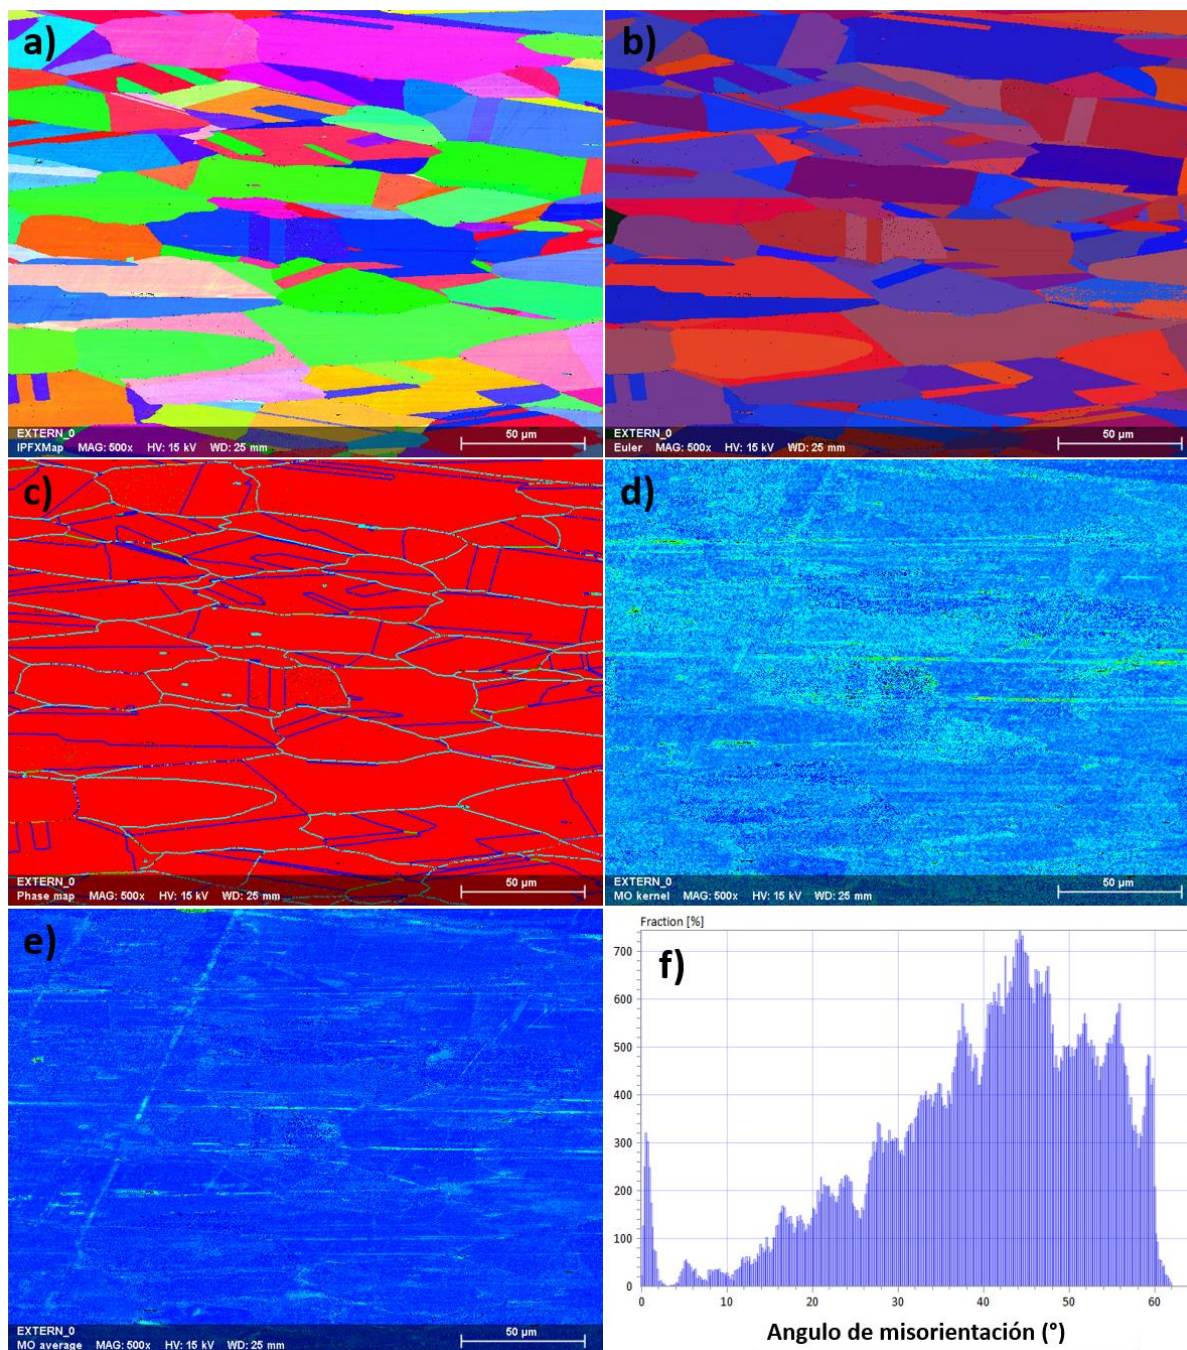 a)
b)
EXTERN_0
IPFXMap MAG: 500x HV: 15 kV WD: 25 mm
50 µm
EXTERN_0
Euler MAG: 500x HV: 15 kV WD: 25 mm
50 µm
c)
d)
EXTERN_0
Phase map MAG: 500x HV: 15 kV WD: 25 mm
50 µm
EXTERN_0
MO kernel MAG: 500x HV: 15 kV WD: 25 mm
50 µm
e)
EXTERN_0
MO average MAG: 500x HV: 15 kV WD: 25 mm
50 µm
Fraction [%]
f)
700
600
500
400
300
200
100
0
0 10 20 30 40 50 60
Angulo de misorientación (°)